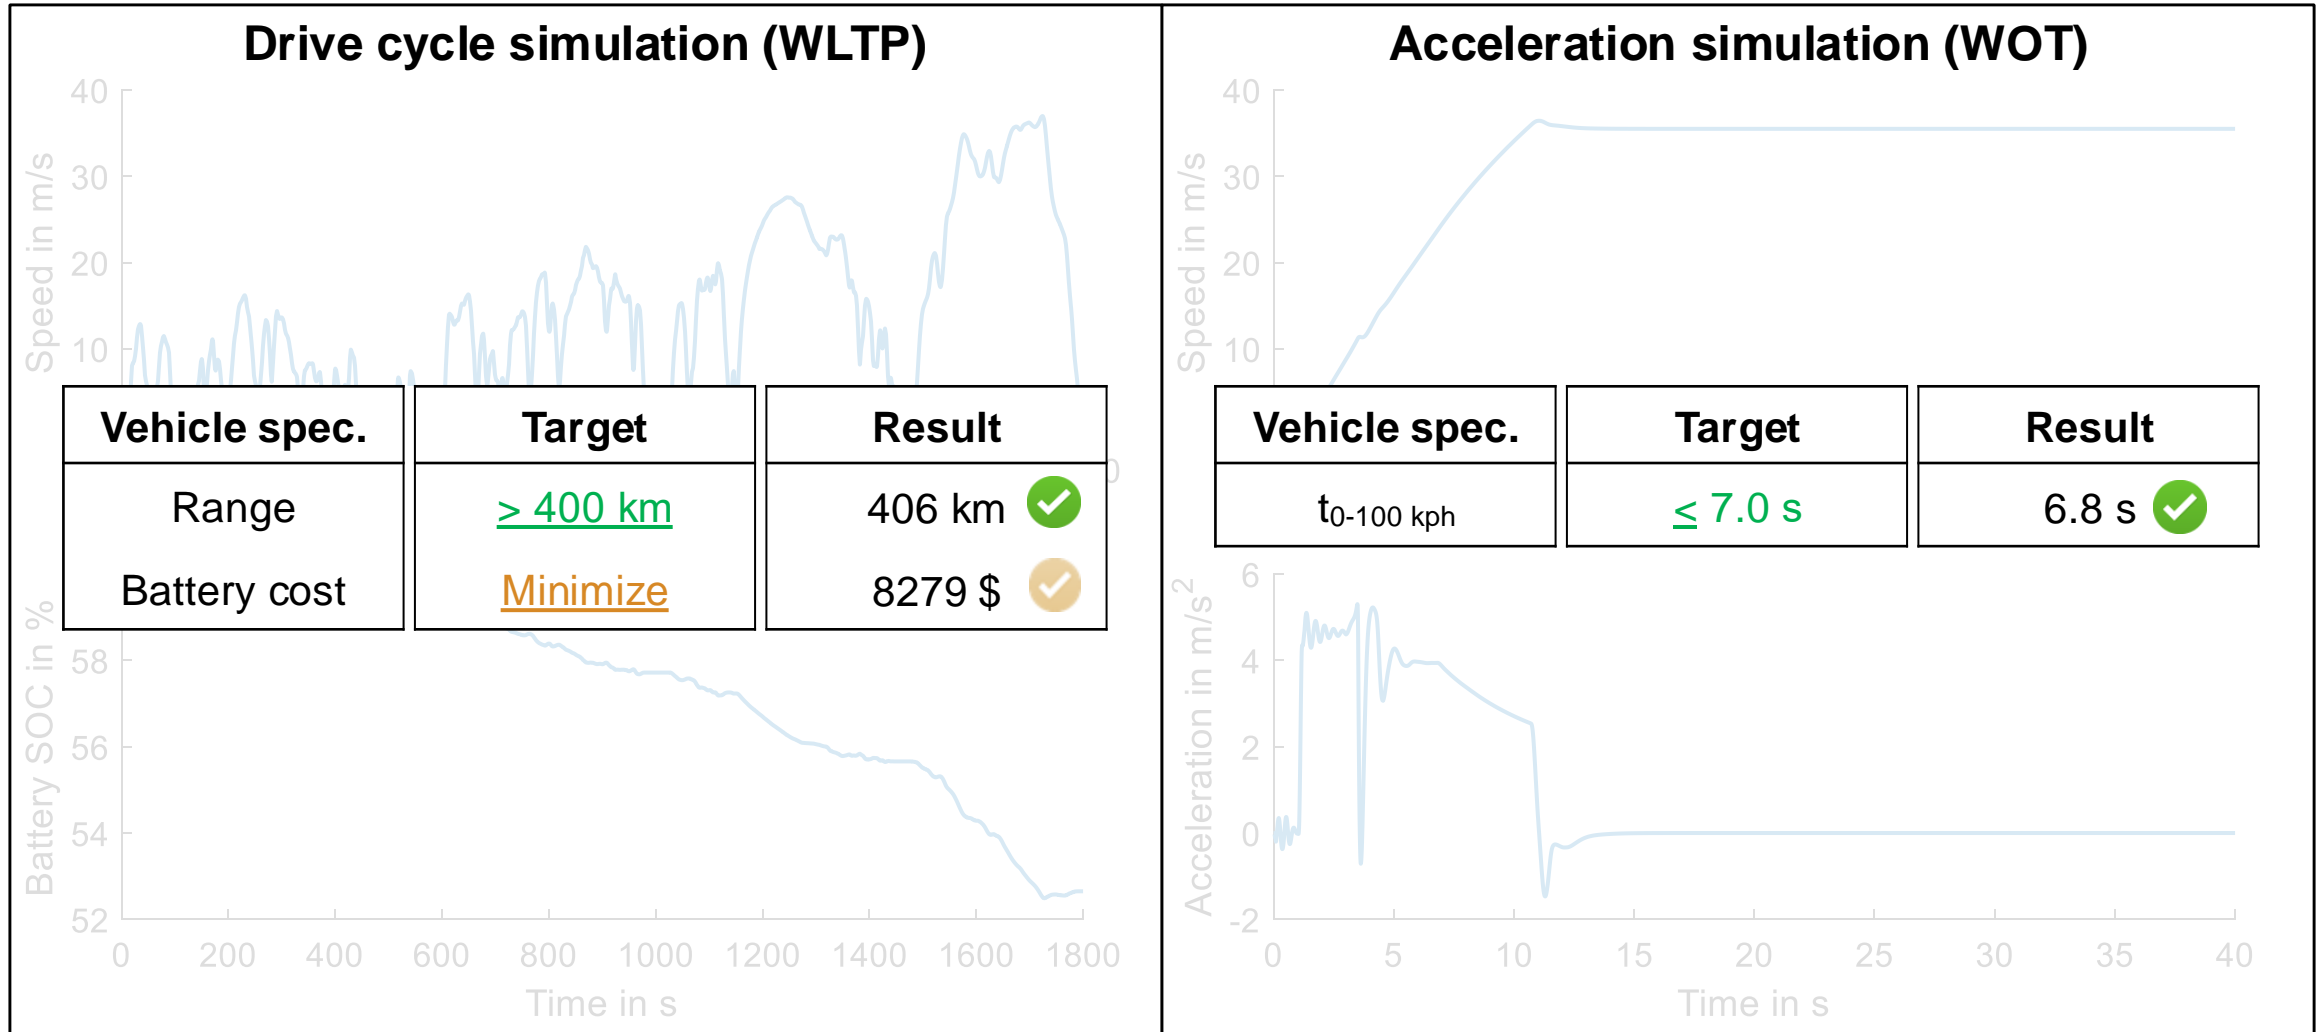 Drive cycle simulation (WLTP)
40
30
20
10
Speed in m/s
Vehicle spec. Target Result
Range > 400 km 406 km
Battery cost Minimize 8279 $
0
58
56
54
52
Battery SOC in %
0 200 400 600 800 1000 1200 1400 1600 1800
Time in s
Acceleration simulation (WOT)
40
30
20
10
Speed in m/s
Vehicle spec. Target Result
t0-100 kph ≤ 7.0 s 6.8 s
6
4
2
0
-2
Acceleration in m/s²
0 5 10 15 20 25 30 35 40
Time in s